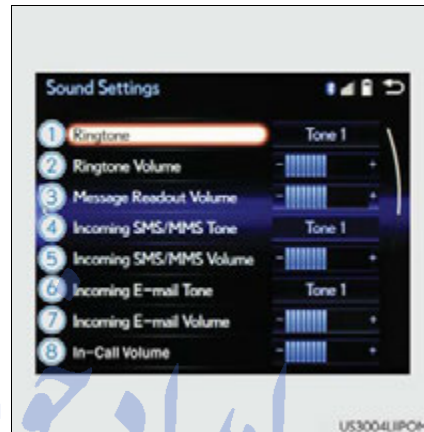 Sound Settings
1 Ringtone Tone 1
2 Ringtone Volume - +
3 Message Readout Volume - +
4 Incoming SMS/MMS Tone Tone 1
5 Incoming SMS/MMS Volume - +
6 Incoming E-mail Tone Tone 1
7 Incoming E-mail Volume - +
8 In-Call Volume - +